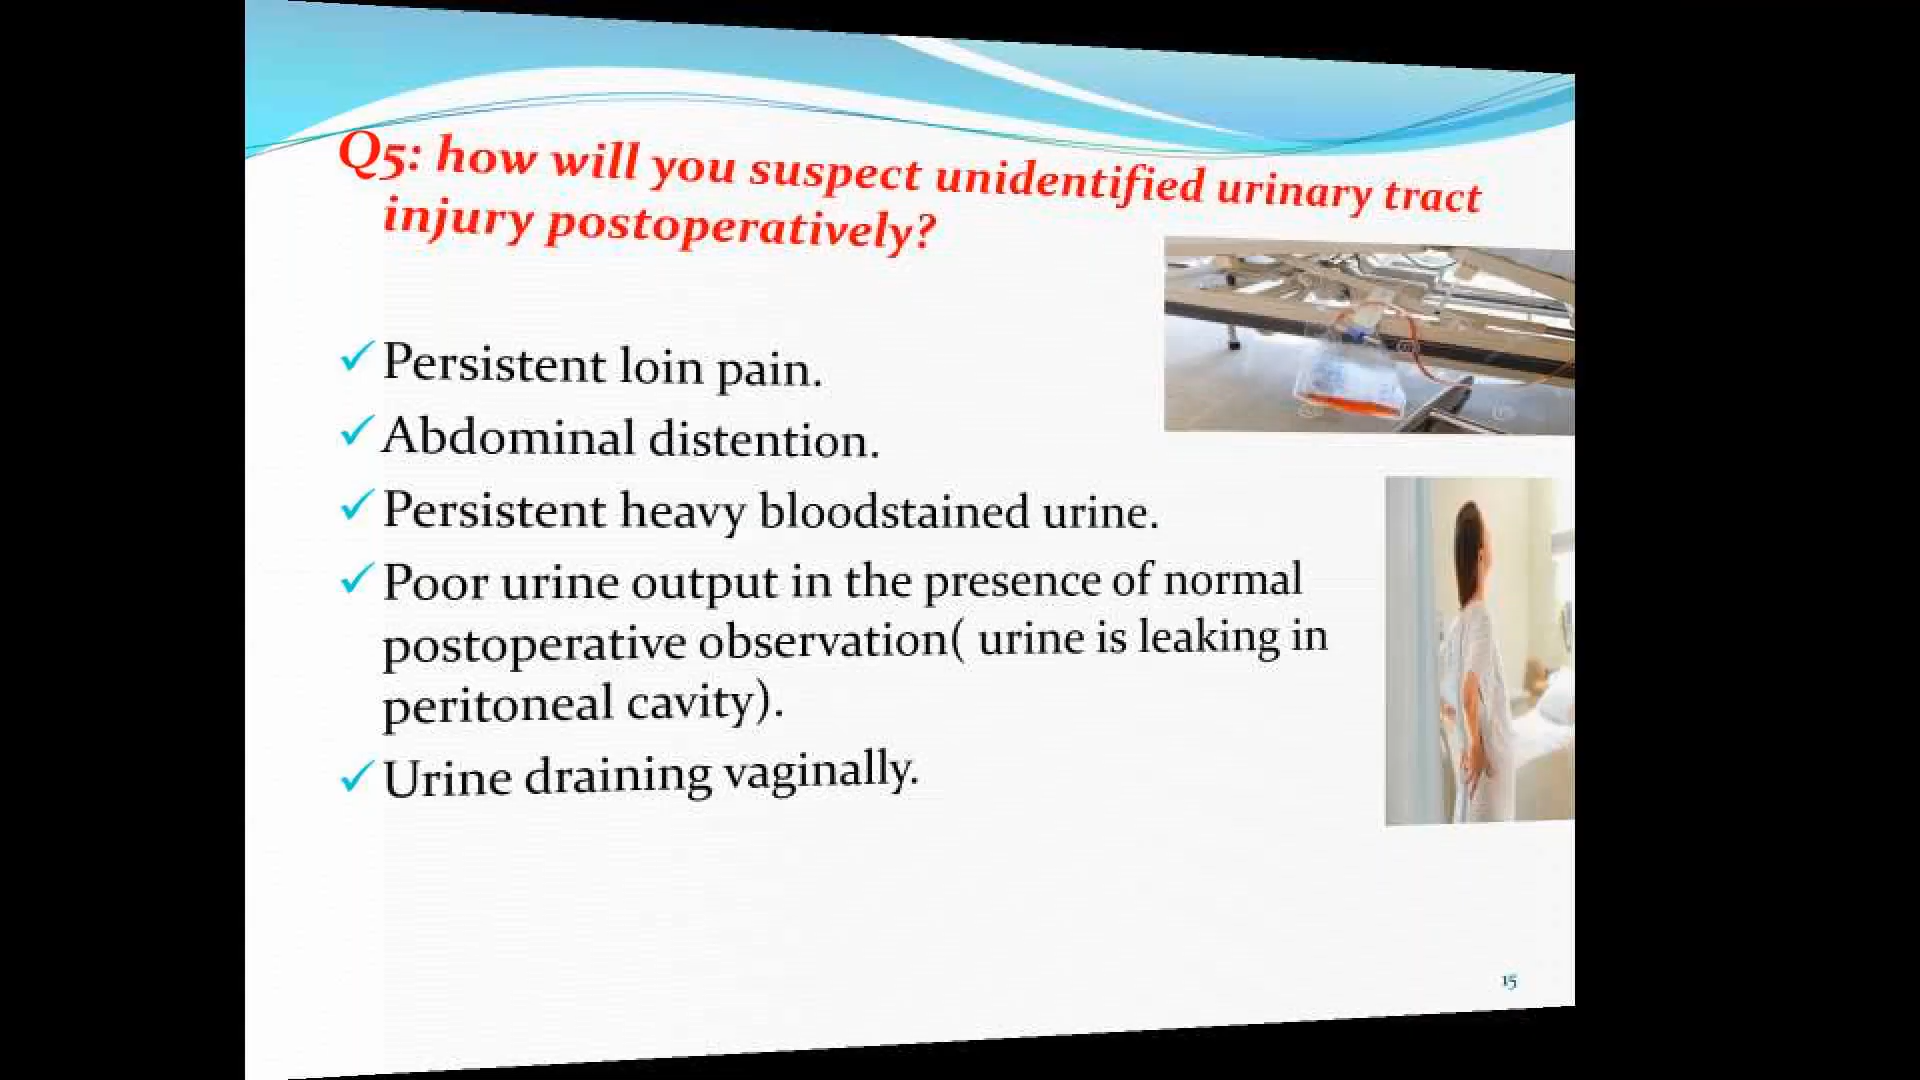 Q5: how will you suspect unidentified urinary tract
injury postoperatively?
Persistent loin pain.
Abdominal distention.
Persistent heavy bloodstained urine.
Poor urine output in the presence of normal
postoperative observation( urine is leaking in
peritoneal cavity).
Urine draining vaginally.
15